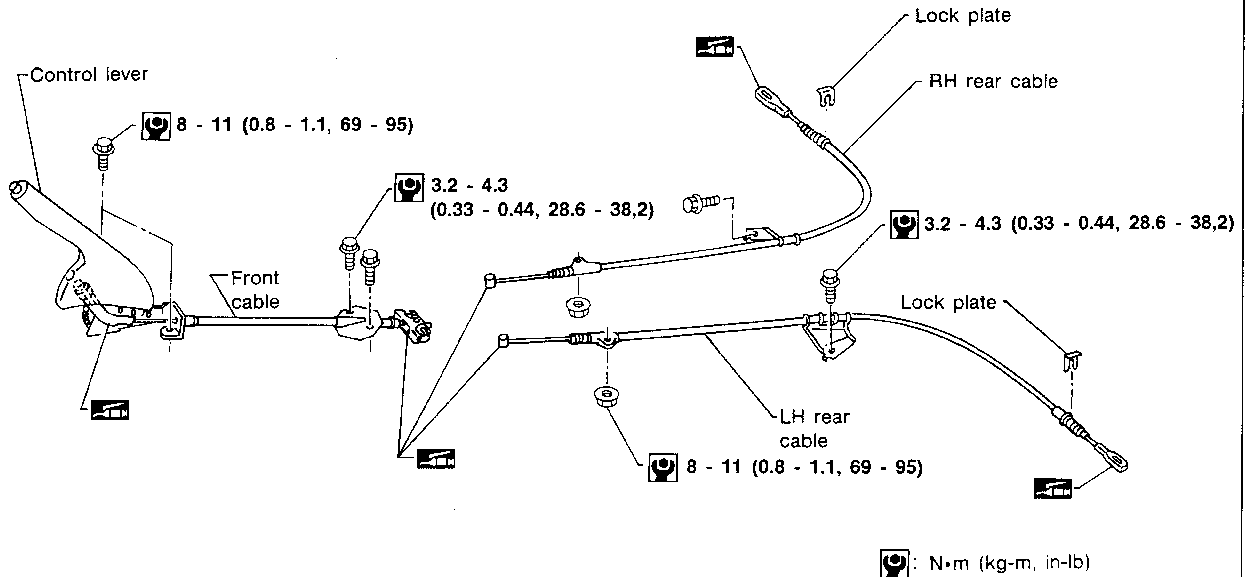 Lock plate
Control lever
RH rear cable
8 - 11 (0.8 - 1.1, 69 - 95)
3.2 - 4.3
(0.33 - 0.44, 28.6 - 38,2)
3.2 - 4.3 (0.33 - 0.44, 28.6 - 38,2)
Front
cable
Lock plate
LH rear
cable
8 - 11 (0.8 - 1.1, 69 - 95)
: N•m (kg-m, in-lb)